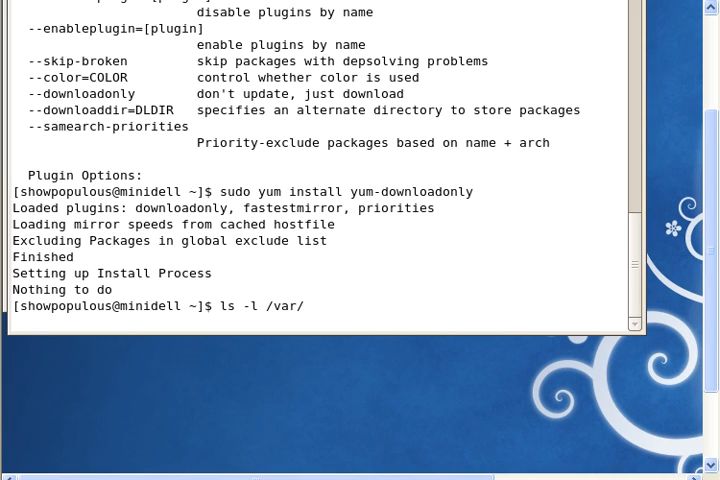 disable plugins by name
--enableplugin=[plugin]
enable plugins by name
--skip-broken skip packages with depsolving problems
--color=COLOR control whether color is used
--downloadonly don't update, just download
--downloaddir=DLDIR specifies an alternate directory to store packages
--samearch-priorities
Priority-exclude packages based on name + arch
Plugin Options:
[showpopulous@minidell ~]$ sudo yum install yum-downloadonly
Loaded plugins: downloadonly, fastestmirror, priorities
Loading mirror speeds from cached hostfile
Excluding Packages in global exclude list
Finished
Setting up Install Process
Nothing to do
[showpopulous@minidell ~]$ ls -l /var/